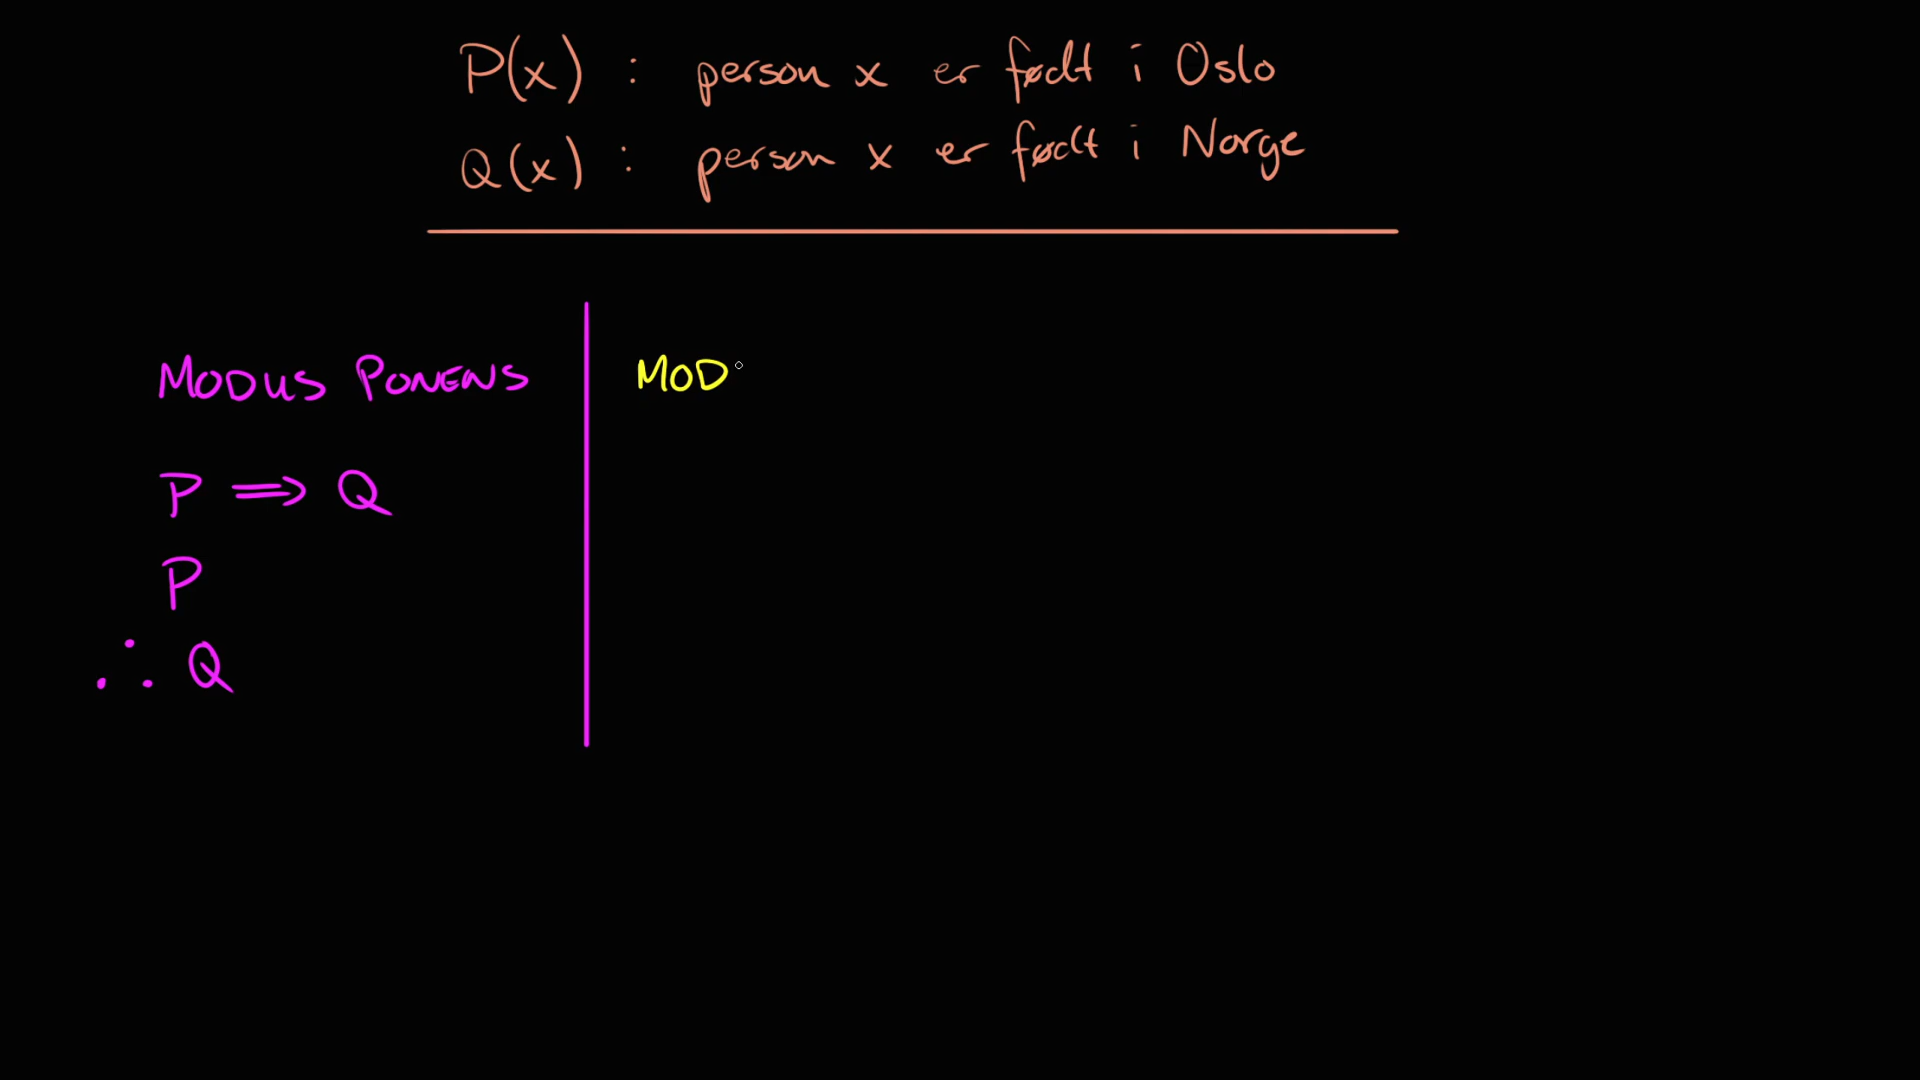 P(x) : person x er født i Oslo
Q(x) : person x er født i Norge
MODUS PONENS
P ⟹ Q
P
∴ Q
MOD